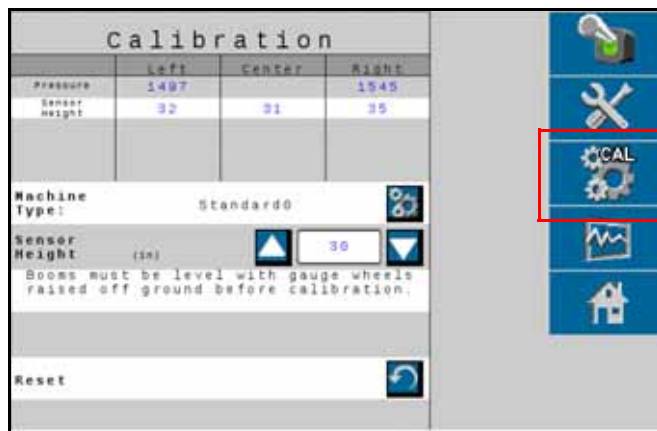 Calibration
Left Center Right
Pressure 1497 1545
Sensor Height 32 31 35
Machine Type: Standard0
Sensor Height (in) 30
Booms must be level with gauge wheels
raised off ground before calibration.
Reset
CAL